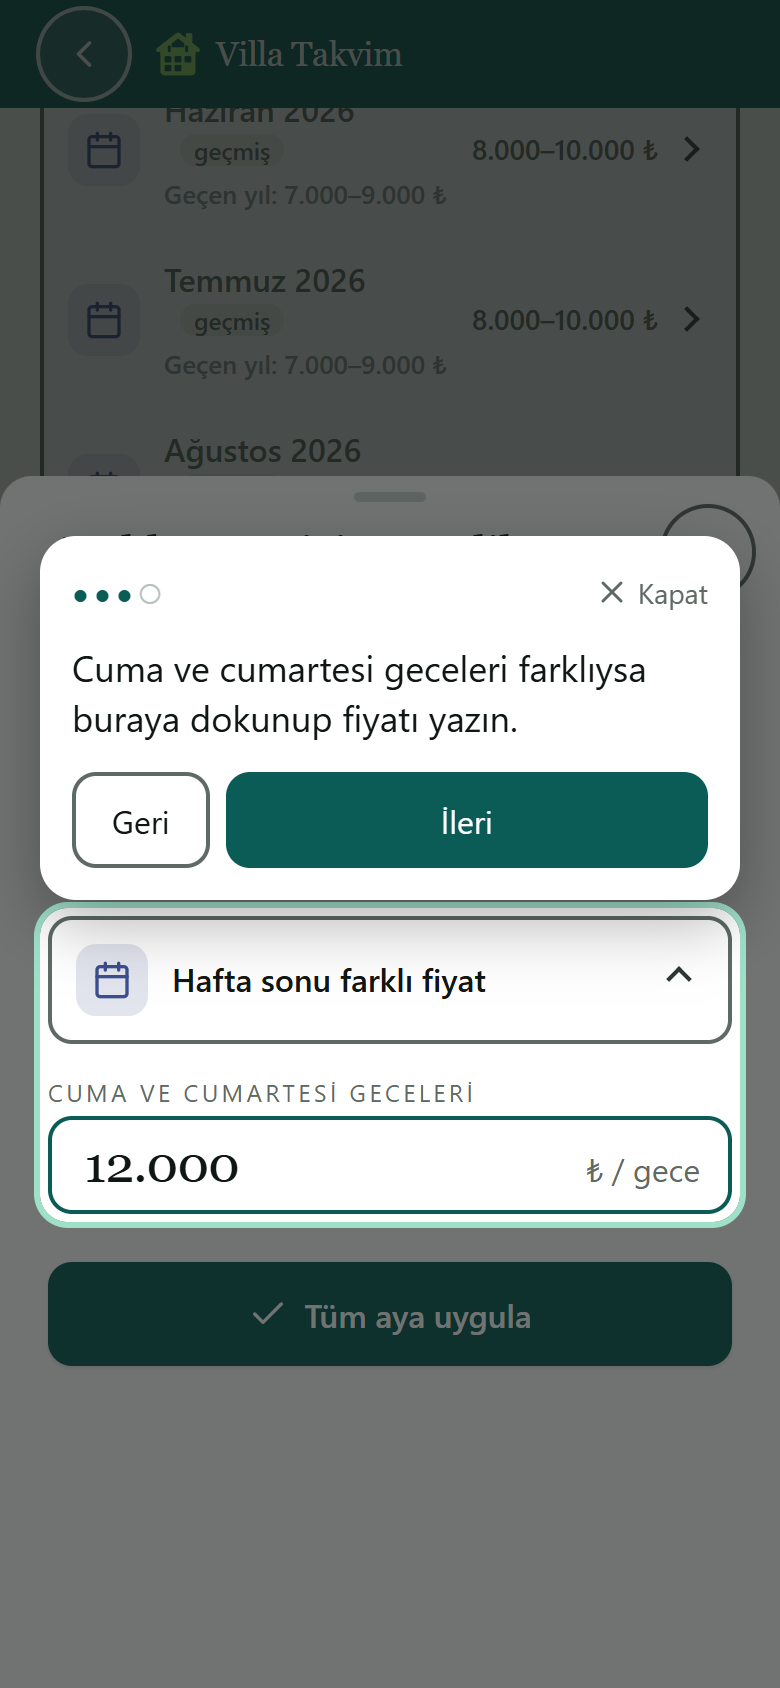 Villa Takvim
Haziran 2026
geçmiş
8.000–10.000 ₺
Geçen yıl: 7.000–9.000 ₺
Temmuz 2026
geçmiş
8.000–10.000 ₺
Geçen yıl: 7.000–9.000 ₺
Ağustos 2026
Kapat
Cuma ve cumartesi geceleri farklıysa
buraya dokunup fiyatı yazın.
Geri
İleri
Hafta sonu farklı fiyat
CUMA VE CUMARTESİ GECELERİ
12.000
₺ / gece
Tüm aya uygula